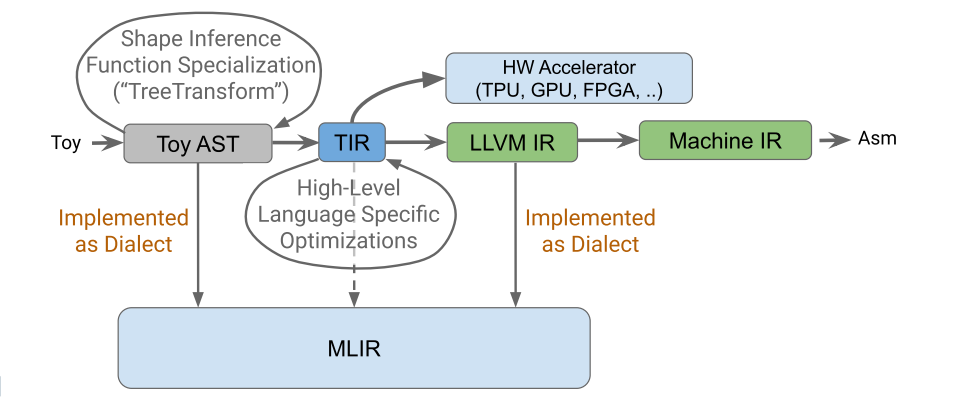 Shape Inference
Function Specialization
(“TreeTransform”)
HW Accelerator
(TPU, GPU, FPGA, ..)
Toy
Toy AST
TIR
LLVM IR
Machine IR
Asm
High-Level
Language Specific
Optimizations
Implemented
as Dialect
Implemented
as Dialect
MLIR